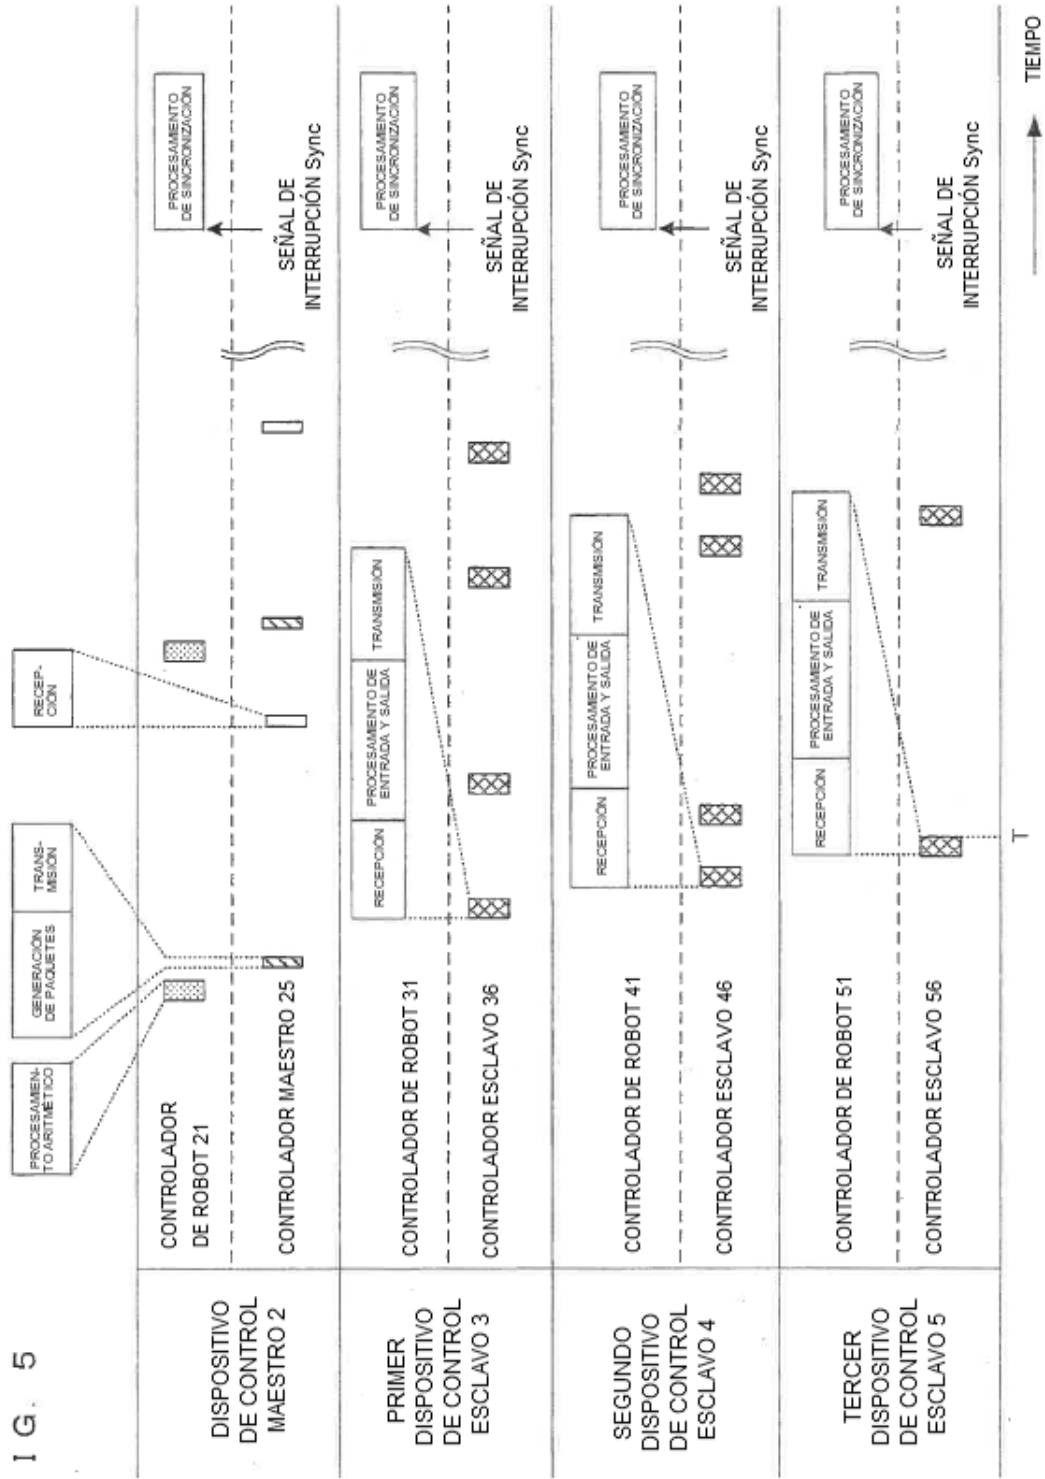 I G. 5
PROCESAMIEN-
TO ARITMÉTICO
GENERACIÓN
DE PAQUETES
TRANS-
MISIÓN
RECEP-
CIÓN
DISPOSITIVO
DE CONTROL
MAESTRO 2
CONTROLADOR
DE ROBOT 21
PROCESAMIENTO
DE SINCRONIZACIÓN
CONTROLADOR MAESTRO 25
SEÑAL DE
INTERRUPCIÓN Sync
PRIMER
DISPOSITIVO
DE CONTROL
ESCLAVO 3
CONTROLADOR DE ROBOT 31
RECEPCIÓN
PROCESAMIENTO DE
ENTRADA Y SALIDA
TRANSMISIÓN
PROCESAMIENTO
DE SINCRONIZACIÓN
CONTROLADOR ESCLAVO 36
SEÑAL DE
INTERRUPCIÓN Sync
SEGUNDO
DISPOSITIVO
DE CONTROL
ESCLAVO 4
CONTROLADOR DE ROBOT 41
RECEPCIÓN
PROCESAMIENTO DE
ENTRADA Y SALIDA
TRANSMISIÓN
PROCESAMIENTO
DE SINCRONIZACIÓN
CONTROLADOR ESCLAVO 46
SEÑAL DE
INTERRUPCIÓN Sync
TERCER
DISPOSITIVO
DE CONTROL
ESCLAVO 5
CONTROLADOR DE ROBOT 51
RECEPCIÓN
PROCESAMIENTO DE
ENTRADA Y SALIDA
TRANSMISIÓN
PROCESAMIENTO
DE SINCRONIZACIÓN
CONTROLADOR ESCLAVO 56
SEÑAL DE
INTERRUPCIÓN Sync
T
TIEMPO